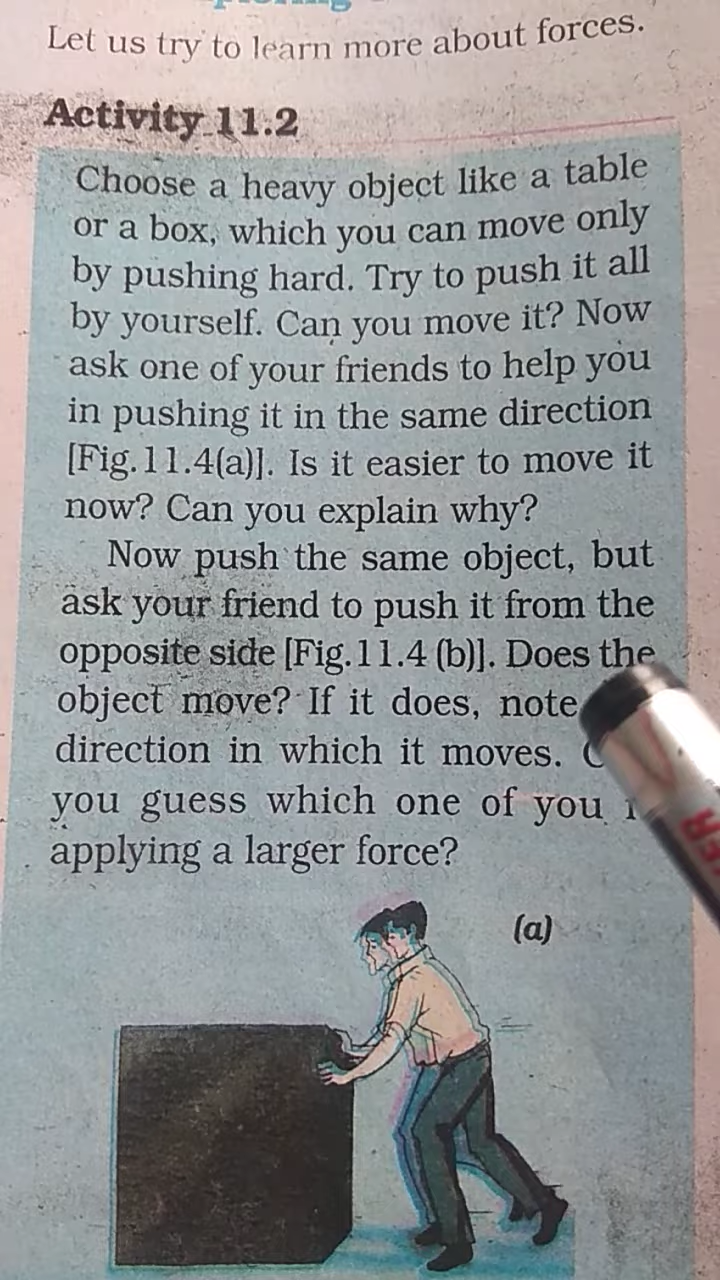 Let us try to learn more about forces.
Activity 11.2
Choose a heavy object like a table
or a box, which you can move only
by pushing hard. Try to push it all
by yourself. Can you move it? Now
ask one of your friends to help you
in pushing it in the same direction
[Fig.11.4(a)]. Is it easier to move it
now? Can you explain why?
Now push the same object, but
ask your friend to push it from the
opposite side [Fig.11.4 (b)]. Does the
object move? If it does, note
direction in which it moves.
you guess which one of you
applying a larger force?
(a)